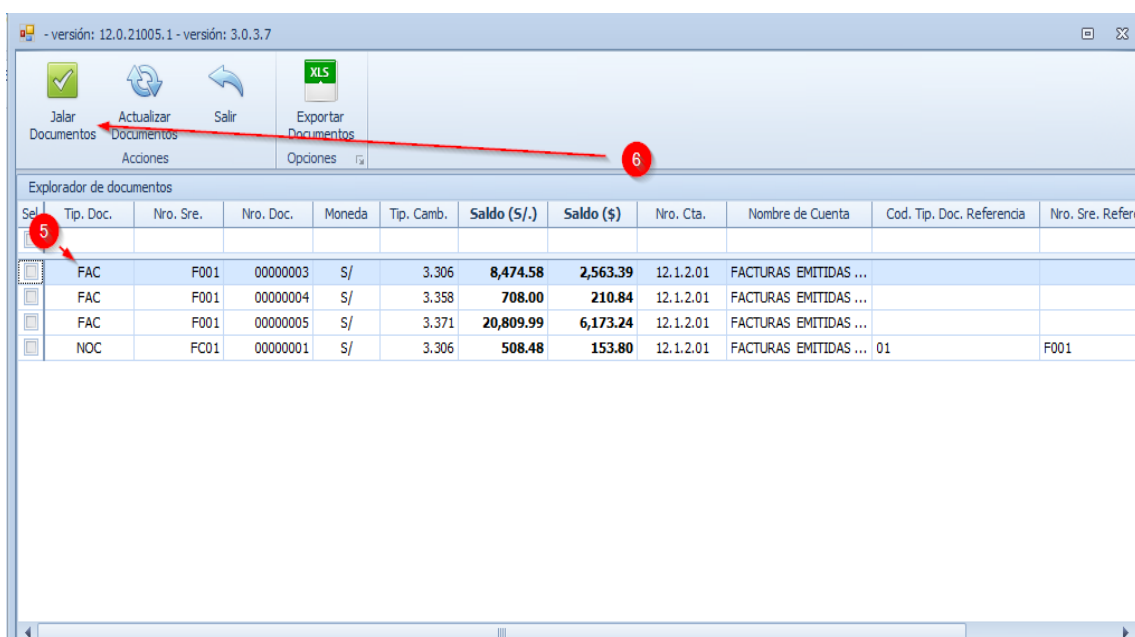 - versión: 12.0.21005.1 - versión: 3.0.3.7
Jalar Documentos
Actualizar Documentos
Salir
XLS
Exportar Documentos
Acciones
Opciones
6
Explorador de documentos
Sel Tip. Doc. Nro. Sre. Nro. Doc. Moneda Tip. Camb. Saldo (S/.) Saldo ($) Nro. Cta. Nombre de Cuenta Cod. Tip. Doc. Referencia Nro. Sre. Refer
5
FAC F001 00000003 S/ 3.306 8,474.58 2,563.39 12.1.2.01 FACTURAS EMITIDAS ...
FAC F001 00000004 S/ 3.358 708.00 210.84 12.1.2.01 FACTURAS EMITIDAS ...
FAC F001 00000005 S/ 3.371 20,809.99 6,173.24 12.1.2.01 FACTURAS EMITIDAS ...
NOC FC01 00000001 S/ 3.306 508.48 153.80 12.1.2.01 FACTURAS EMITIDAS ... 01 F001